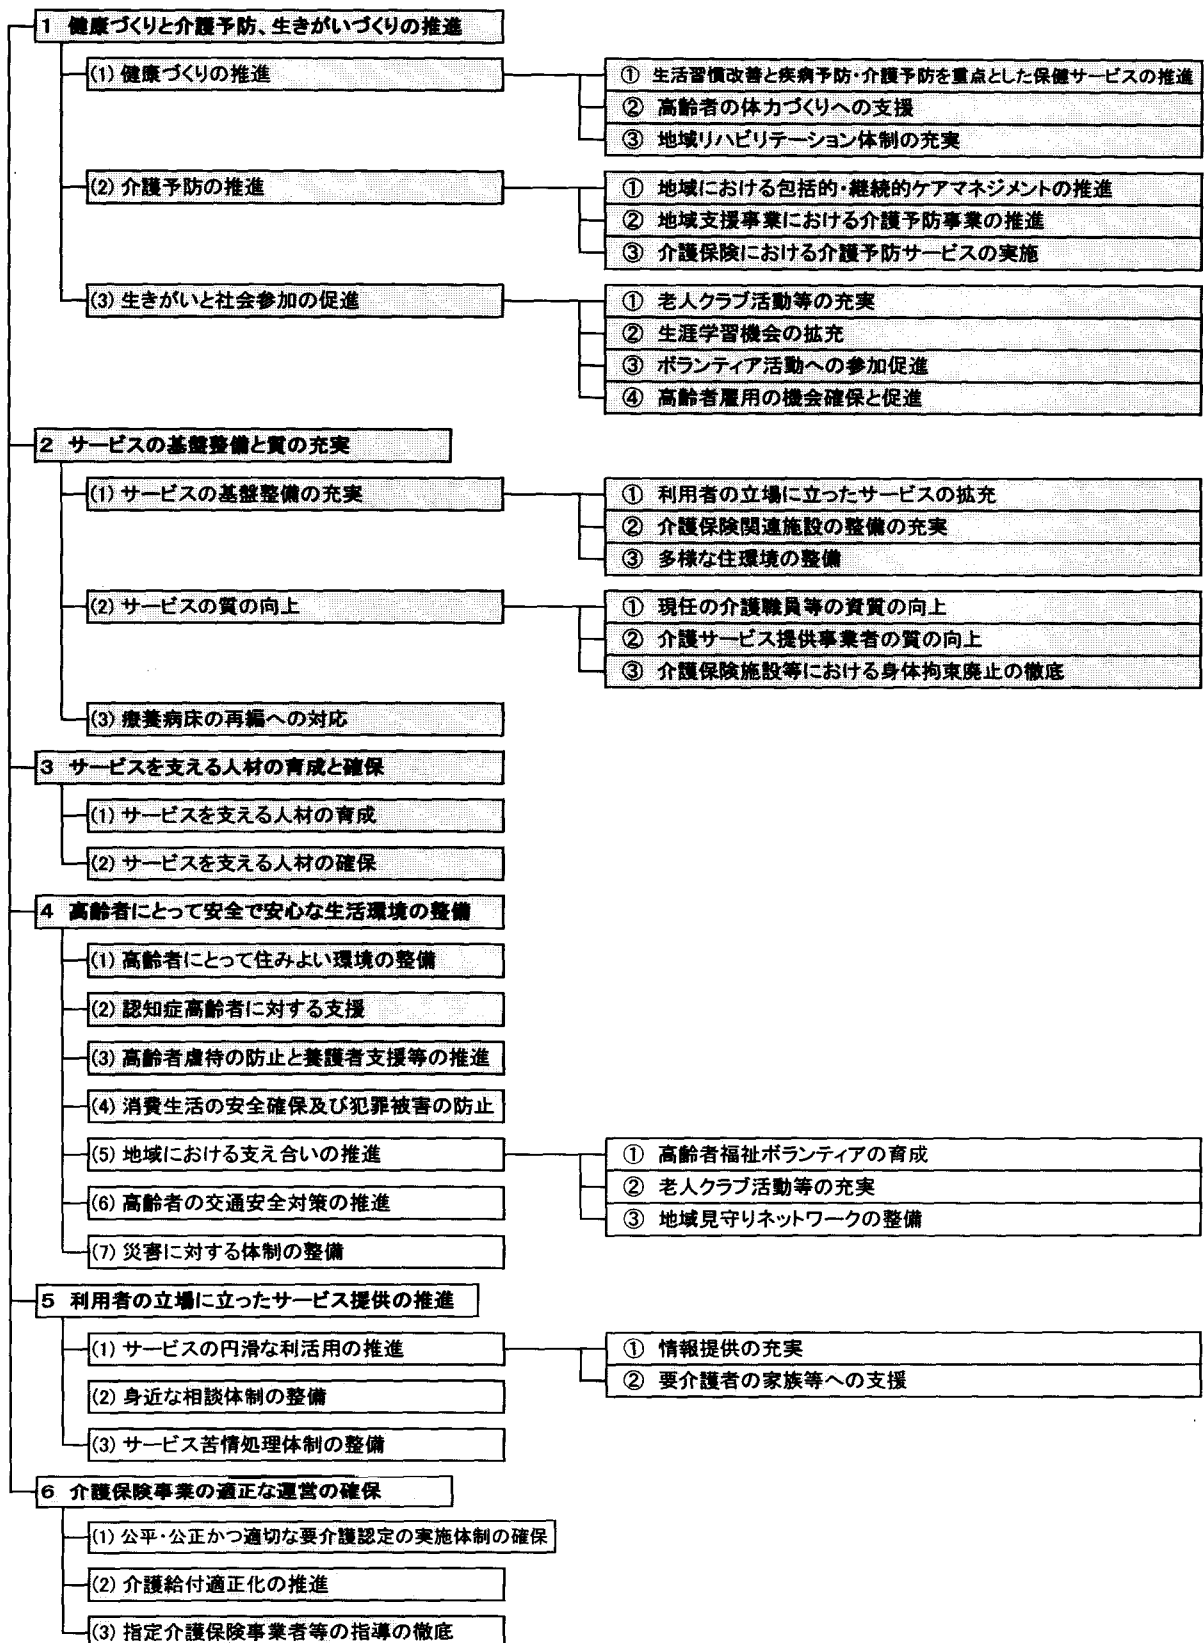 1 健康づくりと介護予防、生きがいづくりの推進
(1) 健康づくりの推進
① 生活習慣改善と疾病予防・介護予防を重点とした保健サービスの推進
② 高齢者の体力づくりへの支援
③ 地域リハビリテーション体制の充実
(2) 介護予防の推進
① 地域における包括的・継続的ケアマネジメントの推進
② 地域支援事業における介護予防事業の推進
③ 介護保険における介護予防サービスの実施
(3) 生きがいと社会参加の促進
① 老人クラブ活動等の充実
② 生涯学習機会の拡充
③ ボランティア活動への参加促進
④ 高齢者雇用の機会確保と促進
2 サービスの基盤整備と質の充実
(1) サービスの基盤整備の充実
① 利用者の立場に立ったサービスの拡充
② 介護保険関連施設の整備の充実
③ 多様な住環境の整備
(2) サービスの質の向上
① 現任の介護職員等の資質の向上
② 介護サービス提供事業者の質の向上
③ 介護保険施設等における身体拘束廃止の徹底
(3) 療養病床の再編への対応
3 サービスを支える人材の育成と確保
(1) サービスを支える人材の育成
(2) サービスを支える人材の確保
4 高齢者にとって安全で安心な生活環境の整備
(1) 高齢者にとって住みよい環境の整備
(2) 認知症高齢者に対する支援
(3) 高齢者虐待の防止と養護者支援等の推進
(4) 消費生活の安全確保及び犯罪被害の防止
(5) 地域における支え合いの推進
① 高齢者福祉ボランティアの育成
② 老人クラブ活動等の充実
③ 地域見守りネットワークの整備
(6) 高齢者の交通安全対策の推進
(7) 災害に対する体制の整備
5 利用者の立場に立ったサービス提供の推進
(1) サービスの円滑な利活用の推進
① 情報提供の充実
② 要介護者の家族等への支援
(2) 身近な相談体制の整備
(3) サービス苦情処理体制の整備
6 介護保険事業の適正な運営の確保
(1) 公平・公正かつ適切な要介護認定の実施体制の確保
(2) 介護給付適正化の推進
(3) 指定介護保険事業者等の指導の徹底